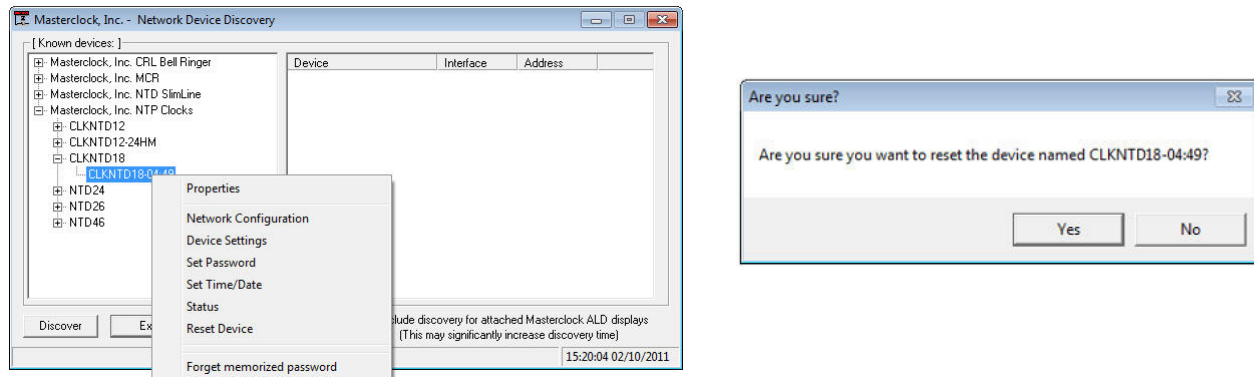 Masterclock, Inc. - Network Device Discovery
[ Known devices: ]
Masterclock, Inc. CRL Bell Ringer
Masterclock, Inc. MCR
Masterclock, Inc. NTD SlimLine
Masterclock, Inc. NTP Clocks
CLKNTD12
CLKNTD12-24HM
CLKNTD18
CLKNTD18-04:49
NTD24
NTD26
NTD46
Device Interface Address
Properties
Network Configuration
Device Settings
Set Password
Set Time/Date
Status
Reset Device
Forget memorized password
Discover Ex
lude discovery for attached Masterclock ALD displays
(This may significantly increase discovery time)
15:20:04 02/10/2011
Are you sure?
Are you sure you want to reset the device named CLKNTD18-04:49?
Yes No